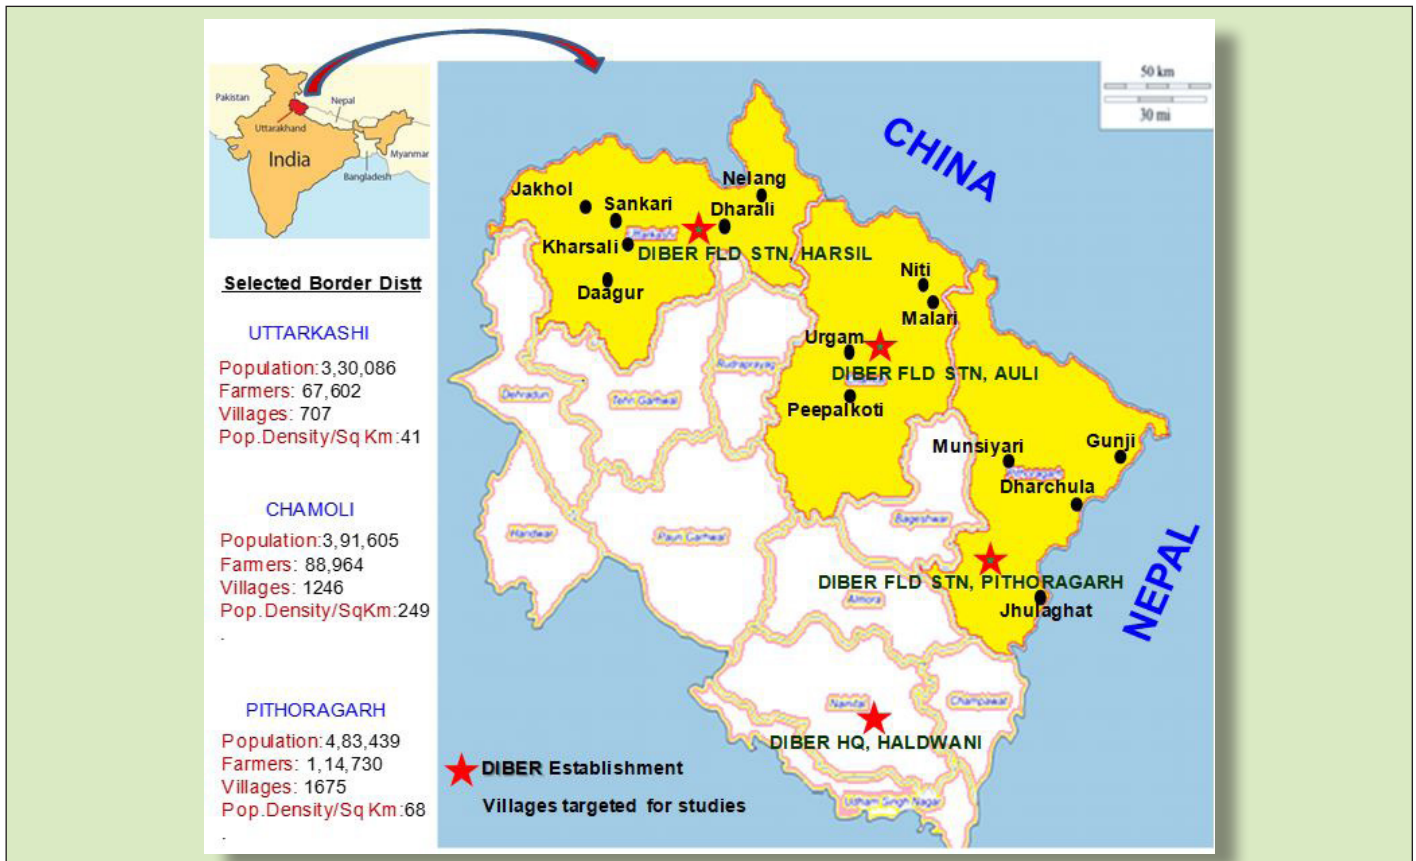 Pakistan
Nepal
Uttarakhand
India
Myanmar
Bangladesh
Selected Border Distt
UTTARKASHI
Population:3,30,086
Farmers: 67,602
Villages: 707
Pop.Density/Sq Km:41
CHAMOLI
Population:3,91,605
Farmers: 88,964
Villages: 1246
Pop.Density/SqKm:249
.
PITHORAGARH
Population:4,83,439
Farmers: 1,14,730
Villages: 1675
Pop.Density/Sq Km:68
.
50 km
30 mi
CHINA
NEPAL
Nelang
Jakhol
Sankari
Dharali
Uttarkashi
Kharsali
DIBER FLD STN, HARSIL
Daagur
Niti
Malari
Urgam
Rudraprayag
DIBER FLD STN, AULI
Dehradun
Tehri Garhwal
Peepalkoti
Munsiyari
Gunji
Pithoragarh
Dharchula
Bageshwar
Haridwar
Pauri Garhwal
DIBER FLD STN, PITHORAGARH
Almora
Jhulaghat
Nainital
Champawat
DIBER HQ, HALDWANI
DIBER Establishment
Villages targeted for studies
Udham Singh Nagar